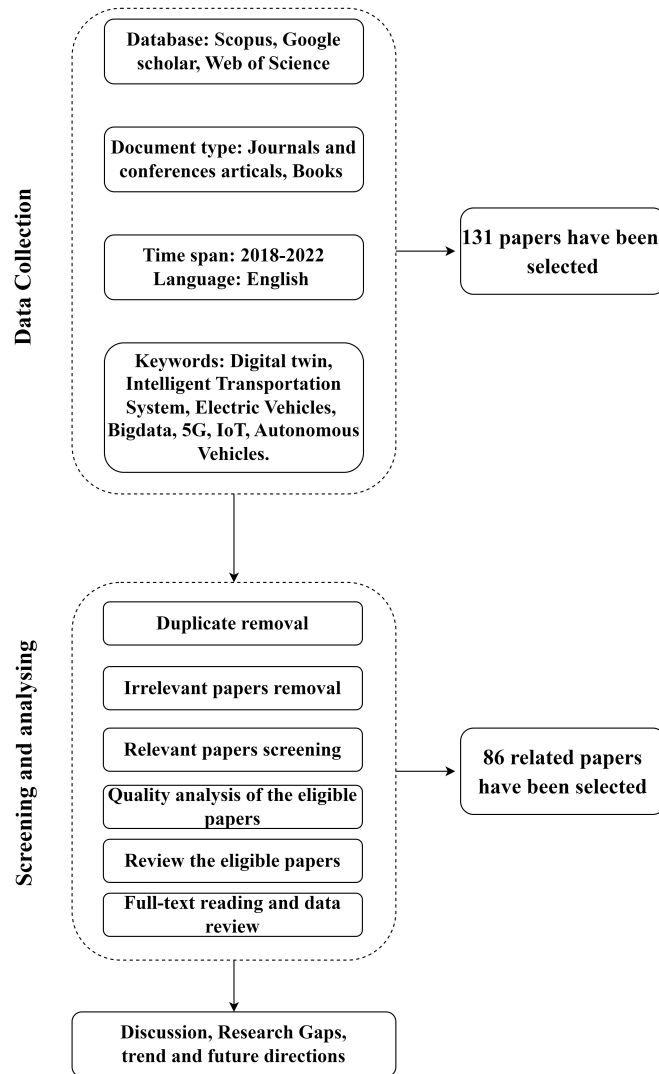 Data Collection
Database: Scopus, Google
scholar, Web of Science
Document type: Journals and
conferences articals, Books
Time span: 2018-2022
Language: English
Keywords: Digital twin,
Intelligent Transportation
System, Electric Vehicles,
Bigdata, 5G, IoT, Autonomous
Vehicles.
131 papers have been
selected
Screening and analysing
Duplicate removal
Irrelevant papers removal
Relevant papers screening
Quality analysis of the eligible
papers
Review the eligible papers
Full-text reading and data
review
86 related papers
have been selected
Discussion, Research Gaps,
trend and future directions